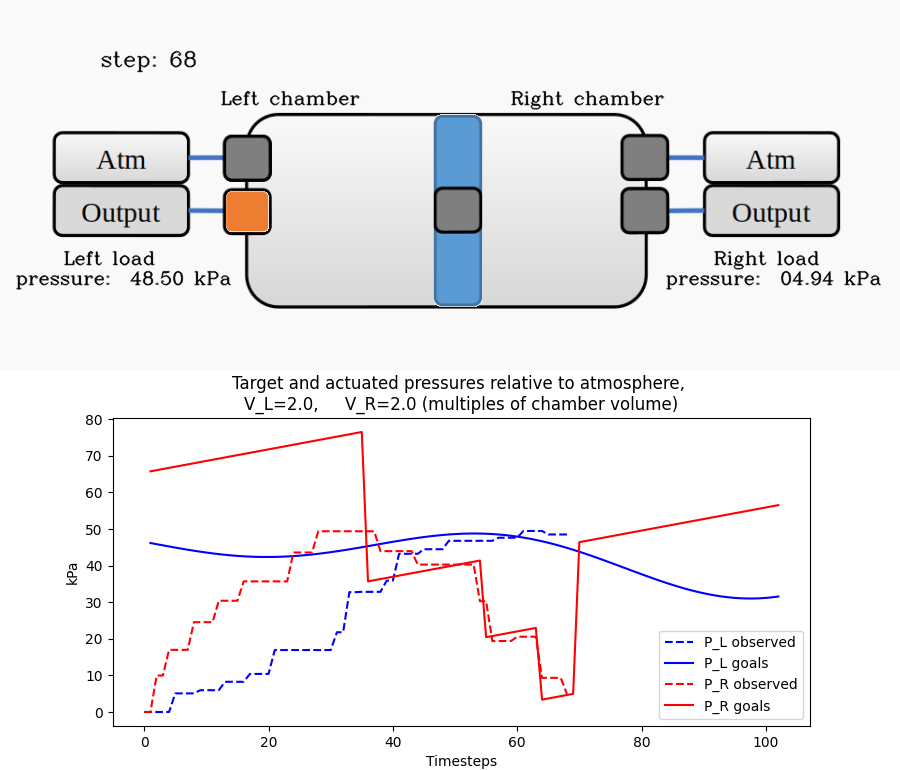 step: 68
Left chamber
Right chamber
Atm
Atm
Output
Output
Left load
pressure: 48.50 kPa
Right load
pressure: 04.94 kPa
Target and actuated pressures relative to atmosphere,
V_L=2.0, V_R=2.0 (multiples of chamber volume)
80
70
60
50
40
30
20
10
0
kPa
P_L observed
P_L goals
P_R observed
P_R goals
0 20 40 60 80 100
Timesteps